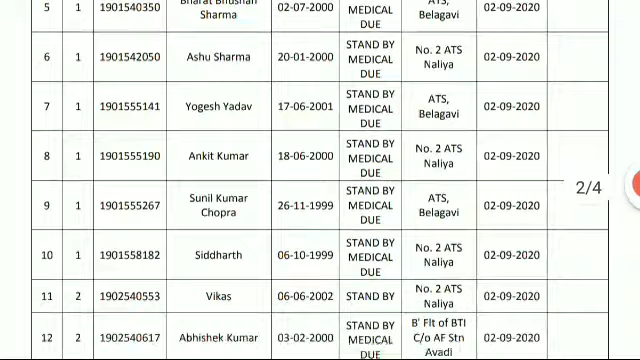 5 1 1901540350 Bharat Bhushan Sharma 02-07-2000 MEDICAL DUE ATS, Belagavi 02-09-2020
6 1 1901542050 Ashu Sharma 20-01-2000 STAND BY MEDICAL DUE No. 2 ATS Naliya 02-09-2020
7 1 1901555141 Yogesh Yadav 17-06-2001 STAND BY MEDICAL DUE ATS, Belagavi 02-09-2020
8 1 1901555190 Ankit Kumar 18-06-2000 STAND BY MEDICAL DUE No. 2 ATS Naliya 02-09-2020
9 1 1901555267 Sunil Kumar Chopra 26-11-1999 STAND BY MEDICAL DUE ATS, Belagavi 02-09-2020
10 1 1901558182 Siddharth 06-10-1999 STAND BY MEDICAL DUE No. 2 ATS Naliya 02-09-2020
11 2 1902540553 Vikas 06-06-2002 STAND BY No. 2 ATS Naliya 02-09-2020
12 2 1902540617 Abhishek Kumar 03-02-2000 STAND BY MEDICAL DUE B' Flt of BTI C/o AF Stn Avadi 02-09-2020
2/4